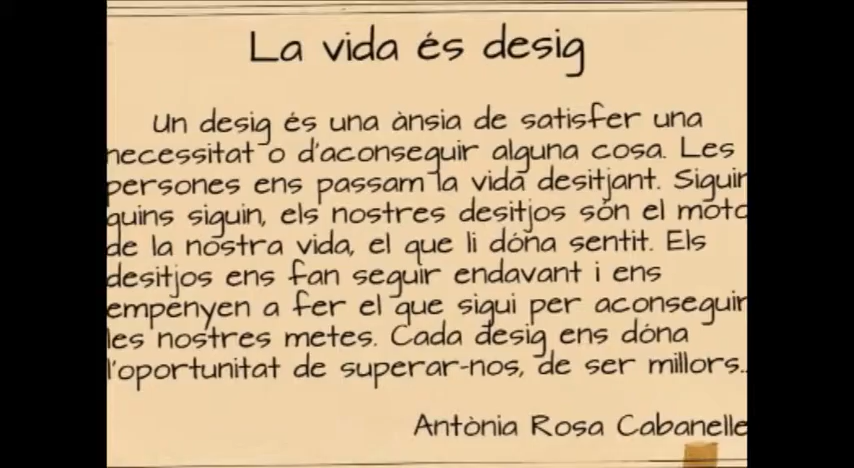 La vida és desig
Un desig és una ànsia de satisfer una
necessitat o d'aconseguir alguna cosa. Les
persones ens passam la vida desitjant. Siguin
quins siguin, els nostres desitjos són el moto
de la nostra vida, el que li dóna sentit. Els
desitjos ens fan seguir endavant i ens
empenyen a fer el que sigui per aconseguir
les nostres metes. Cada desig ens dóna
l'oportunitat de superar-nos, de ser millors..
Antònia Rosa Cabanelle